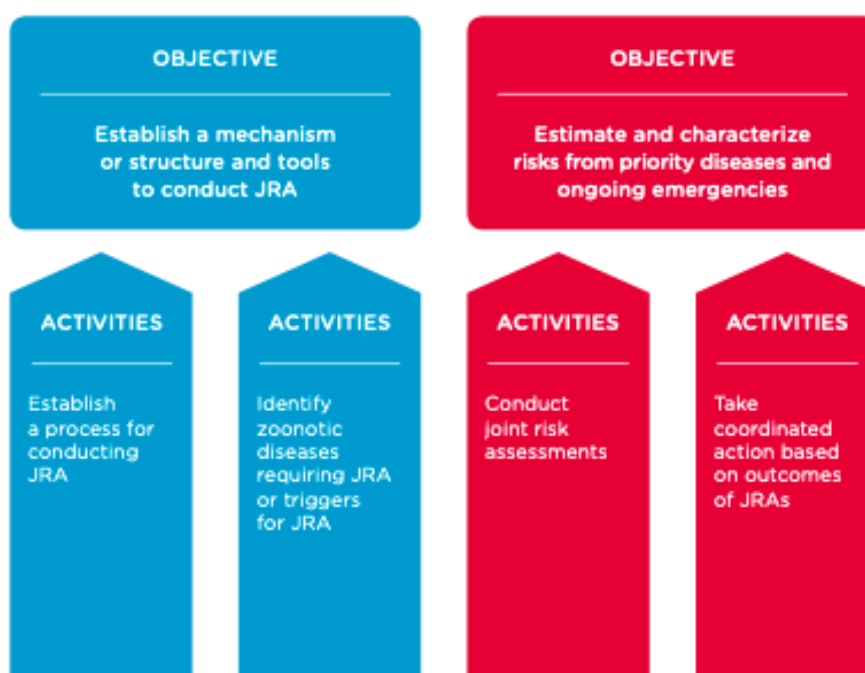 OBJECTIVE
Establish a mechanism
or structure and tools
to conduct JRA
OBJECTIVE
Estimate and characterize
risks from priority diseases and
ongoing emergencies
ACTIVITIES
Establish
a process for
conducting
JRA
ACTIVITIES
Identify
zoonotic
diseases
requiring JRA
or triggers
for JRA
ACTIVITIES
Conduct
joint risk
assessments
ACTIVITIES
Take
coordinated
action based
on outcomes
of JRAs